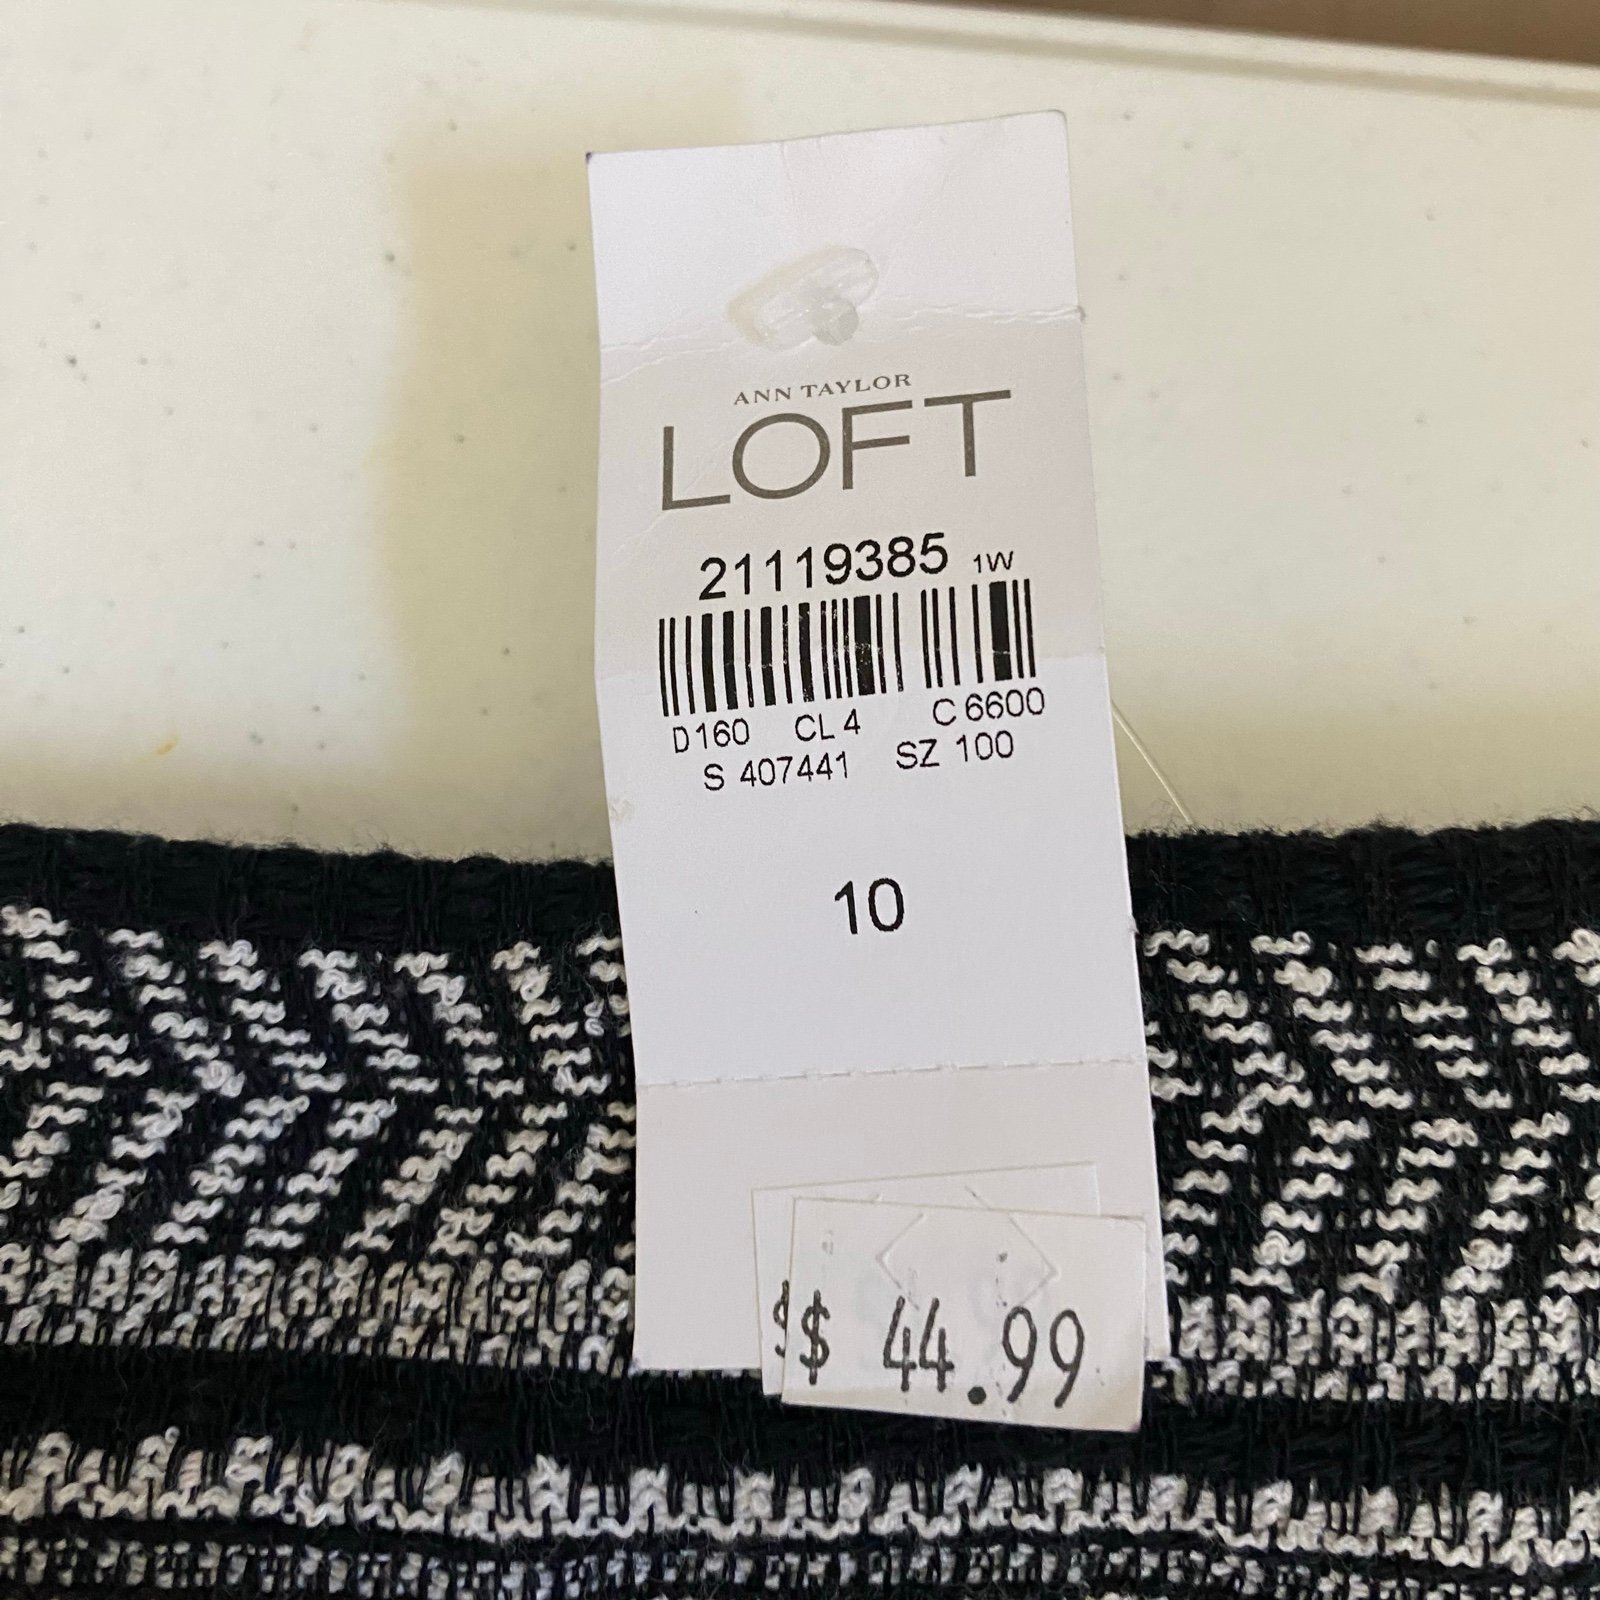 ANN TAYLOR
LOFT
21119385 1W
D160 CL 4 C 6600
S 407441 SZ 100
10
$
$ 44.99